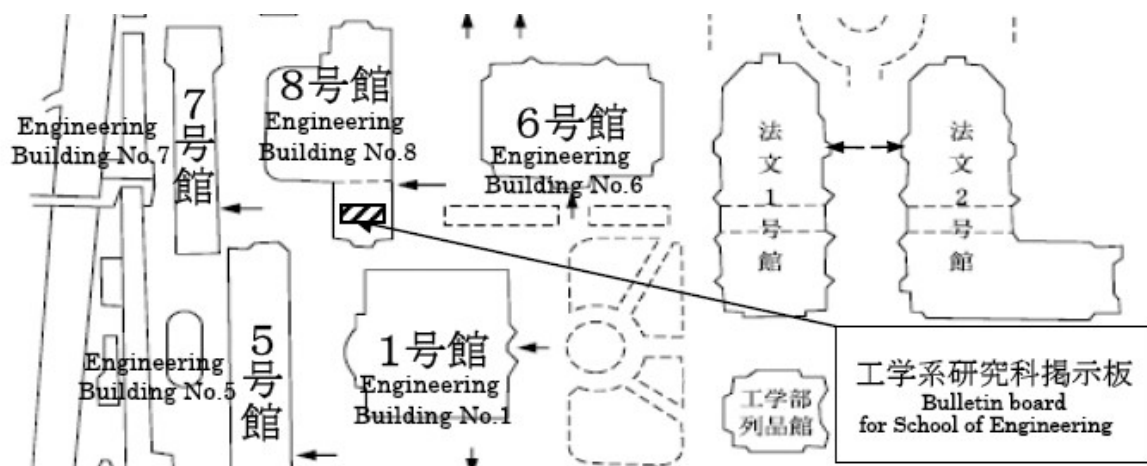 7号館
Engineering
Building No.7
8号館
Engineering
Building No.8
6号館
Engineering
Building No.6
法文1号館
法文2号館
5号館
Engineering
Building No.5
1号館
Engineering
Building No.1
工学部
列品館
工学系研究科掲示板
Bulletin board
for School of Engineering